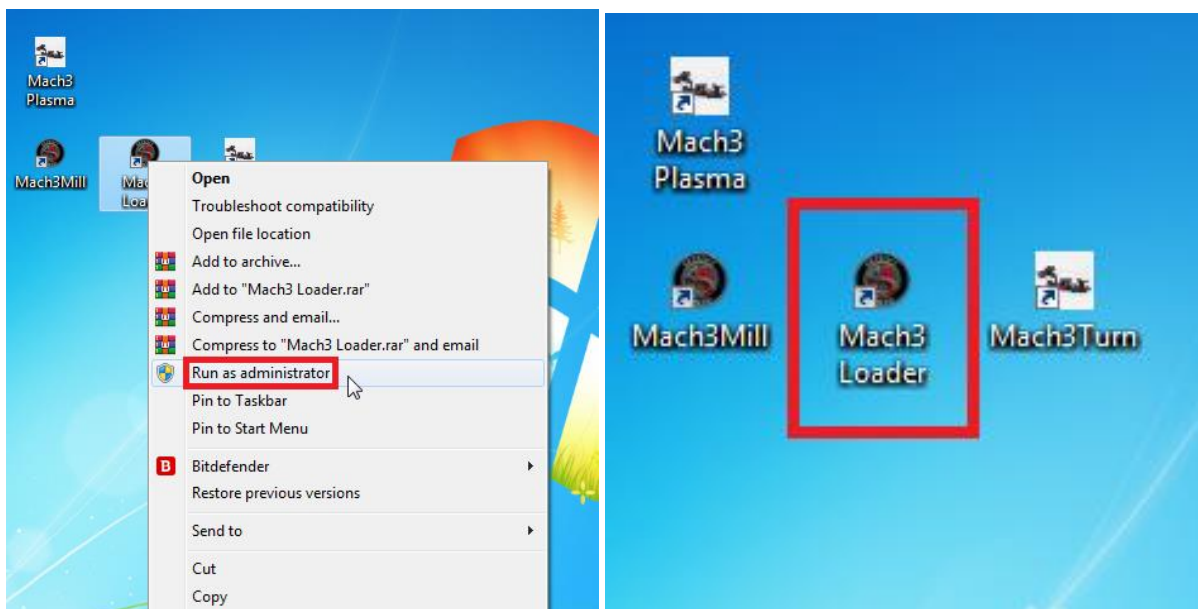 Mach3
Plasma
Mach3Mill
Open
Troubleshoot compatibility
Open file location
Add to archive...
Add to "Mach3 Loader.rar"
Compress and email...
Compress to "Mach3 Loader.rar" and email
Run as administrator
Pin to Taskbar
Pin to Start Menu
B Bitdefender
Restore previous versions
Send to
Cut
Copy
Mach3
Plasma
Mach3Mill
Mach3
Loader
Mach3Turn